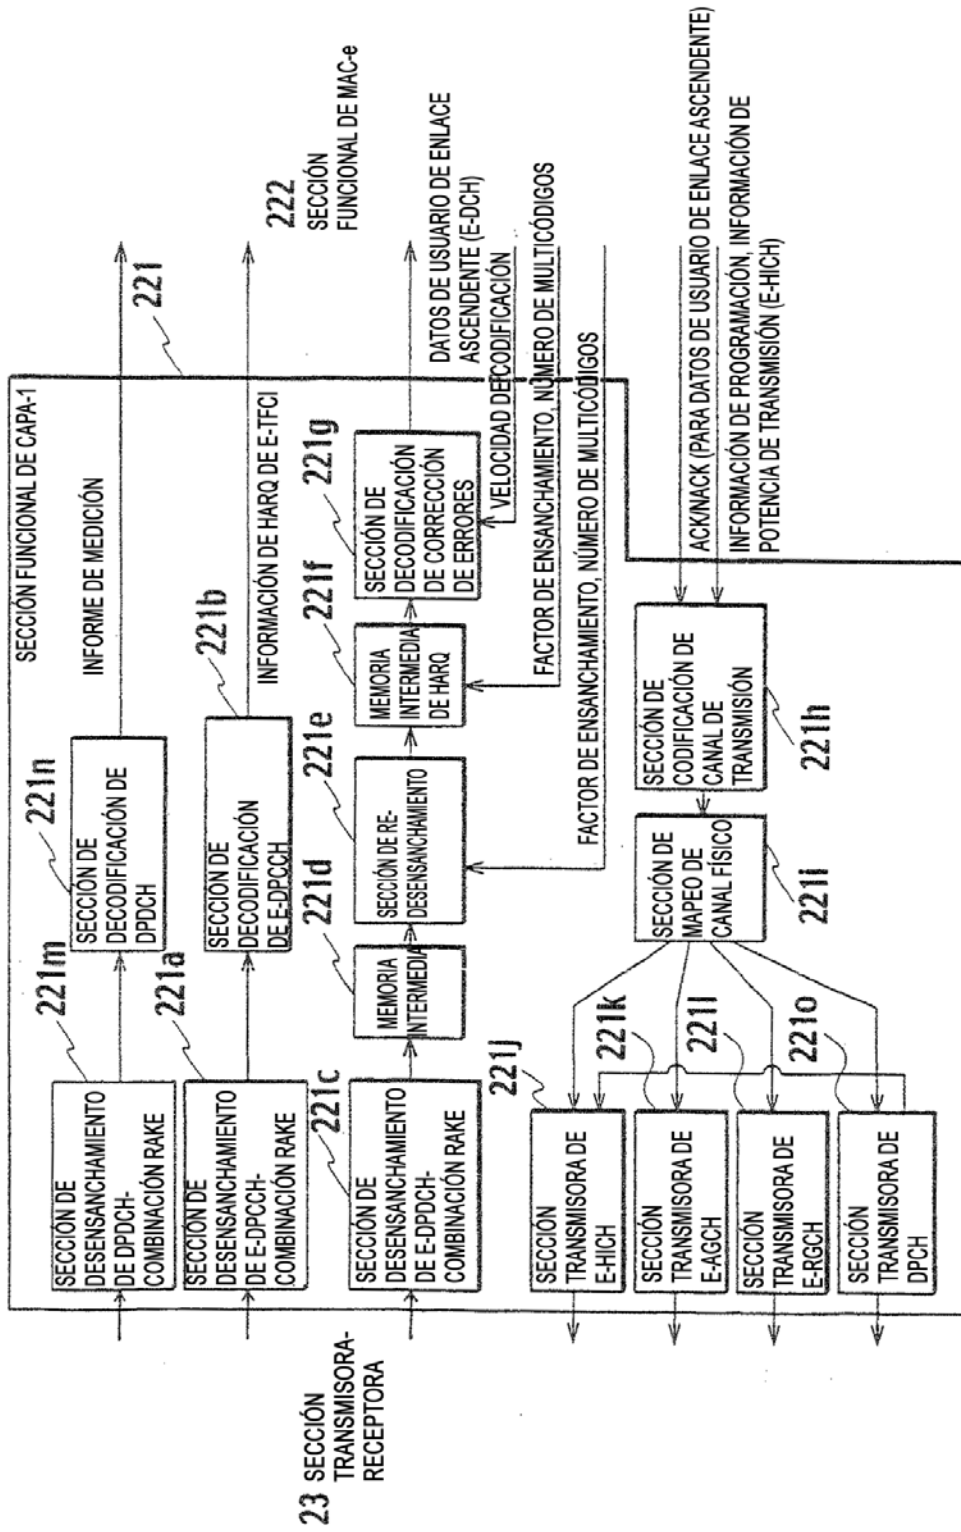 SECCIÓN FUNCIONAL DE CAPA-1
221
222
SECCIÓN
FUNCIONAL DE MAC-e
23 SECCIÓN
TRANSMISORA-
RECEPTORA
221m
SECCIÓN DE
DESENSANCHAMIENTO
DE DPDCH-
COMBINACIÓN RAKE
221n
SECCIÓN DE
DECODIFICACIÓN DE
DPDCH
INFORME DE MEDICIÓN
221a
SECCIÓN DE
DESENSANCHAMIENTO
DE E-DPCCH-
COMBINACIÓN RAKE
221b
SECCIÓN DE
DECODIFICACIÓN
DE E-DPCCH
INFORMACIÓN DE HARQ DE E-TFCI
221c
SECCIÓN DE
DESENSANCHAMIENTO
DE E-DPDCH-
COMBINACIÓN RAKE
221d
MEMORIA
INTERMEDIA
221e
SECCIÓN DE RE-
DESENSANCHAMIENTO
221f
MEMORIA
INTERMEDIA
DE HARQ
221g
SECCIÓN DE
DECODIFICACIÓN
DE CORRECCIÓN
DE ERRORES
DATOS DE USUARIO DE ENLACE
ASCENDENTE (E-DCH)
VELOCIDAD DE CODIFICACIÓN
FACTOR DE ENSANCHAMIENTO, NÚMERO DE MULTICÓDIGOS
FACTOR DE ENSANCHAMIENTO, NÚMERO DE MULTICÓDIGOS
221j
SECCIÓN
TRANSMISORA DE
E-HICH
221k
SECCIÓN
TRANSMISORA DE
E-AGCH
221l
SECCIÓN
TRANSMISORA DE
E-RGCH
221o
SECCIÓN
TRANSMISORA DE
DPCH
SECCIÓN DE
MAPEO DE
CANAL FÍSICO
221i
SECCIÓN DE
CODIFICACIÓN DE
CANAL DE
TRANSMISIÓN
221h
ACK/NACK (PARA DATOS DE USUARIO DE ENLACE ASCENDENTE)
INFORMACIÓN DE PROGRAMACIÓN, INFORMACIÓN DE
POTENCIA DE TRANSMISIÓN (E-HICH)